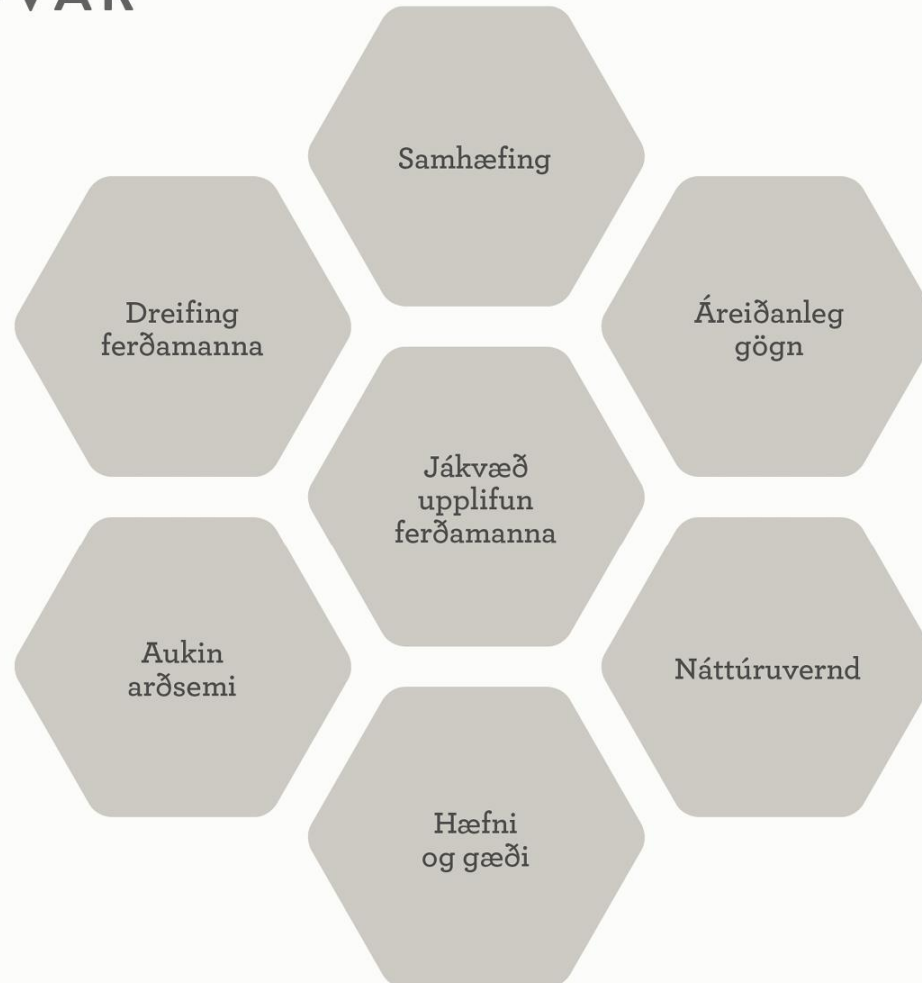 Samhæfing
Dreifing
ferðamanna
Áreiðanleg
gögn
Jákvæð
upplifun
ferðamanna
Aukin
arðsemi
Náttúruvernd
Hæfni
og gæði